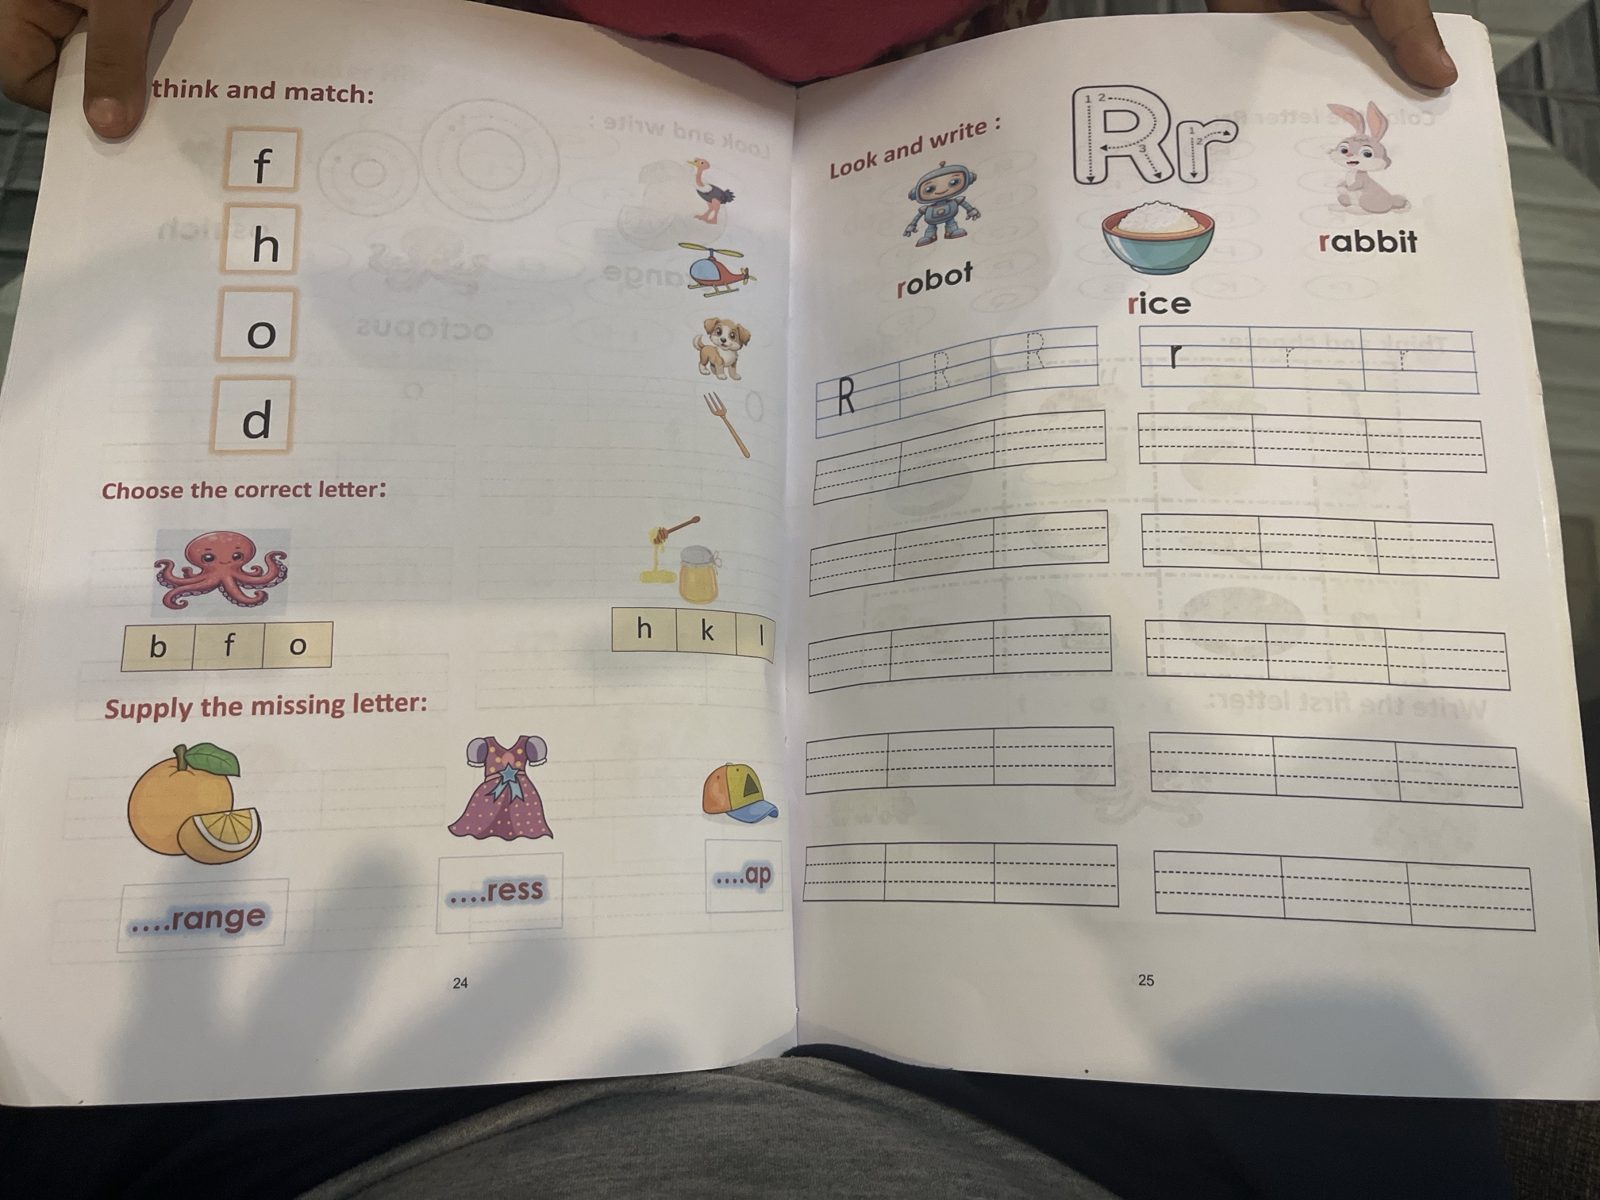 think and match:
f
h
o
d
Choose the correct letter:
b f o
h k l
Supply the missing letter:
....range
....ress
....ap
24
Look and write :
Rr
robot
rice
rabbit
R R R
r r r
25